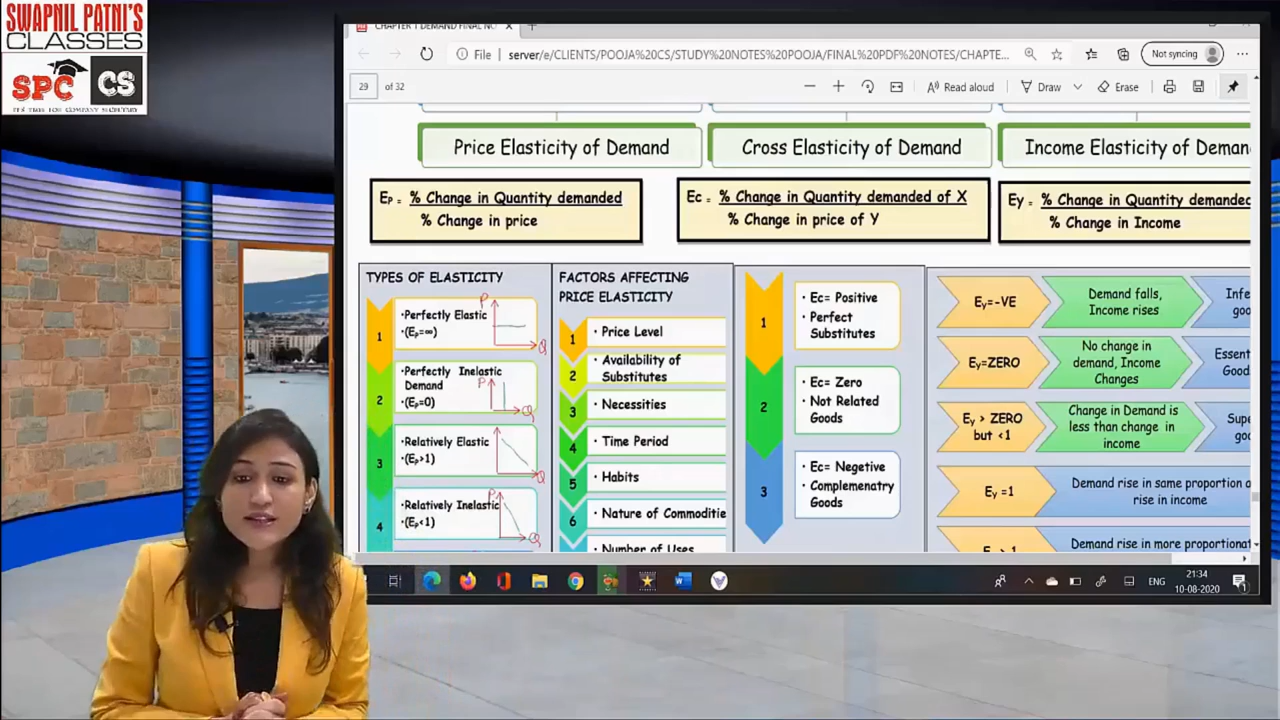 SWAPNIL PATNI'S
CLASSES
SPC
CS
CHAPTER 1 DEMAND FINAL
File
server/e/CLIENTS/POOJA%20CS/STUDY%20NOTES%20POOJA/FINAL%20PDF%20NOTES/CHAPTE...
Not syncing
29 of 32
Read aloud
Draw
Erase
Price Elasticity of Demand
Cross Elasticity of Demand
Income Elasticity of Deman
EP = % Change in Quantity demanded
% Change in price
Ec = % Change in Quantity demanded of X
% Change in price of Y
Ey = % Change in Quantity demanded
% Change in Income
TYPES OF ELASTICITY
1
•Perfectly Elastic
•(EP=∞)
P
Q
2
•Perfectly Inelastic
Demand
•(EP=0)
P
Q
3
•Relatively Elastic
•(EP>1)
Q
4
•Relatively Inelastic
•(EP<1)
P
Q
FACTORS AFFECTING
PRICE ELASTICITY
1
• Price Level
2
• Availability of
Substitutes
3
• Necessities
4
• Time Period
5
• Habits
6
• Nature of Commoditie
• Number of Uses
1
• Ec= Positive
• Perfect
Substitutes
2
• Ec= Zero
• Not Related
Goods
3
• Ec= Negetive
• Complemenatry
Goods
Ey=-VE
Demand falls,
Income rises
Infe
goo
Ey=ZERO
No change in
demand, Income
Changes
Essent
Good
Ey > ZERO
but <1
Change in Demand is
less than change in
income
Supe
goo
Ey =1
Demand rise in same proportion a
rise in income
Demand rise in more proportionat
ENG
21:34
10-08-2020